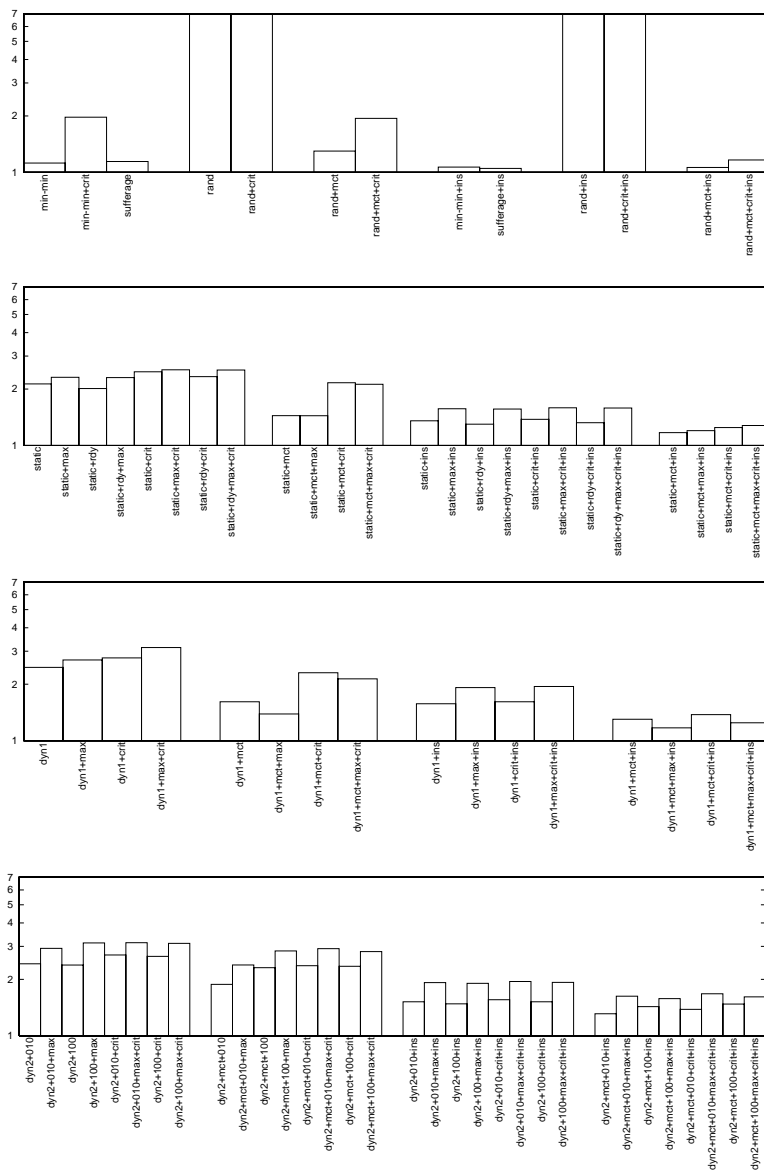 7
6
5
4
3
2
1
min-min
min-min+crit
sufferage
rand
rand+crit
rand+mct
rand+mct+crit
min-min+ins
sufferage+ins
rand+ins
rand+crit+ins
rand+mct+ins
rand+mct+crit+ins
7
6
5
4
3
2
1
static
static+max
static+rdy
static+rdy+max
static+crit
static+max+crit
static+rdy+crit
static+rdy+max+crit
static+mct
static+mct+max
static+mct+crit
static+mct+max+crit
static+ins
static+max+ins
static+rdy+ins
static+rdy+max+ins
static+crit+ins
static+max+crit+ins
static+rdy+crit+ins
static+rdy+max+crit+ins
static+mct+ins
static+mct+max+ins
static+mct+crit+ins
static+mct+max+crit+ins
7
6
5
4
3
2
1
dyn1
dyn1+max
dyn1+crit
dyn1+max+crit
dyn1+mct
dyn1+mct+max
dyn1+mct+crit
dyn1+mct+max+crit
dyn1+ins
dyn1+max+ins
dyn1+crit+ins
dyn1+max+crit+ins
dyn1+mct+ins
dyn1+mct+max+ins
dyn1+mct+crit+ins
dyn1+mct+max+crit+ins
7
6
5
4
3
2
1
dyn2+010
dyn2+010+max
dyn2+100
dyn2+100+max
dyn2+010+crit
dyn2+010+max+crit
dyn2+100+crit
dyn2+100+max+crit
dyn2+mct+010
dyn2+mct+010+max
dyn2+mct+100
dyn2+mct+100+max
dyn2+mct+010+crit
dyn2+mct+010+max+crit
dyn2+mct+100+crit
dyn2+mct+100+max+crit
dyn2+010+ins
dyn2+010+max+ins
dyn2+100+ins
dyn2+100+max+ins
dyn2+010+crit+ins
dyn2+010+max+crit+ins
dyn2+100+crit+ins
dyn2+100+max+crit+ins
dyn2+mct+010+ins
dyn2+mct+010+max+ins
dyn2+mct+100+ins
dyn2+mct+100+max+ins
dyn2+mct+010+crit+ins
dyn2+mct+010+max+crit+ins
dyn2+mct+100+crit+ins
dyn2+mct+100+max+crit+ins